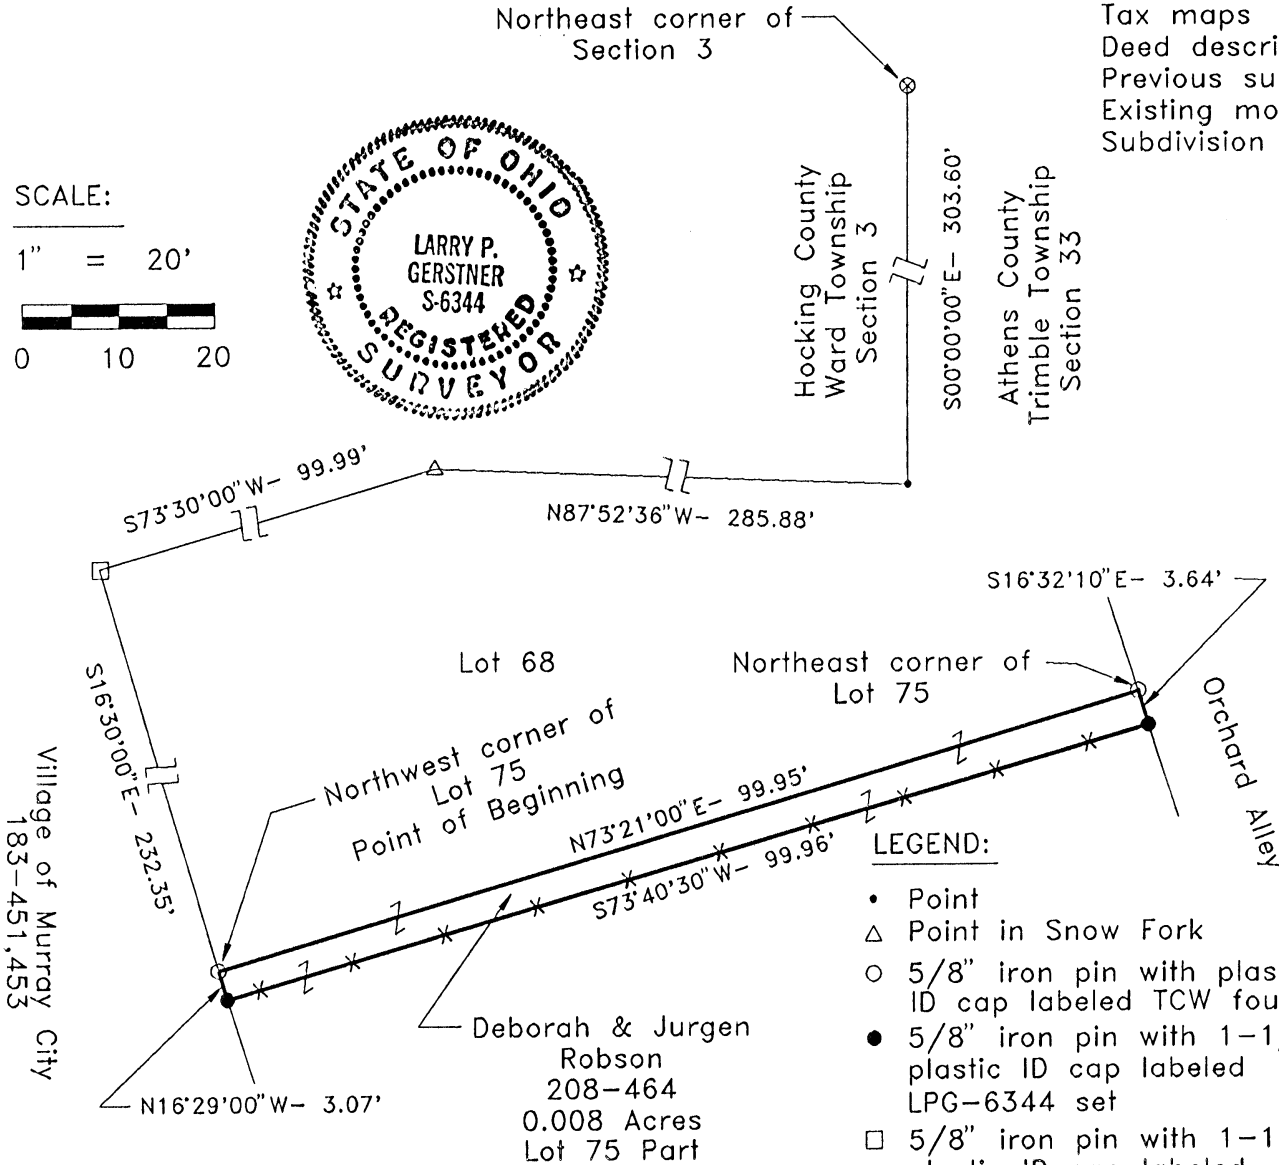 Northeast corner of
Section 3
Tax maps
Deed descri
Previous su
Existing mo
Subdivision
SCALE:
1" = 20'
0 10 20
STATE OF OHIO
LARRY P.
GERSTNER
S-6344
REGISTERED
SURVEYOR
Hocking County
Ward Township
Section 3
S00°00'00"E- 303.60'
Athens County
Trimble Township
Section 33
S73°30'00"W- 99.99'
N87°52'36"W- 285.88'
S16°32'10"E- 3.64'
Lot 68
Northeast corner of
Lot 75
Orchard Alley
S16°30'00"E- 232.35'
Northwest corner of
Lot 75
Point of Beginning
N73°21'00"E- 99.95'
S73°40'30"W- 99.96'
Village of Murray City
183-451,453
N16°29'00"W- 3.07'
Deborah & Jurgen
Robson
208-464
0.008 Acres
Lot 75 Part
LEGEND:
Point
Point in Snow Fork
5/8" iron pin with plas
ID cap labeled TCW fou
5/8" iron pin with 1-1
plastic ID cap labeled
LPG-6344 set
5/8" iron pin with 1-1
plastic ID cap labeled